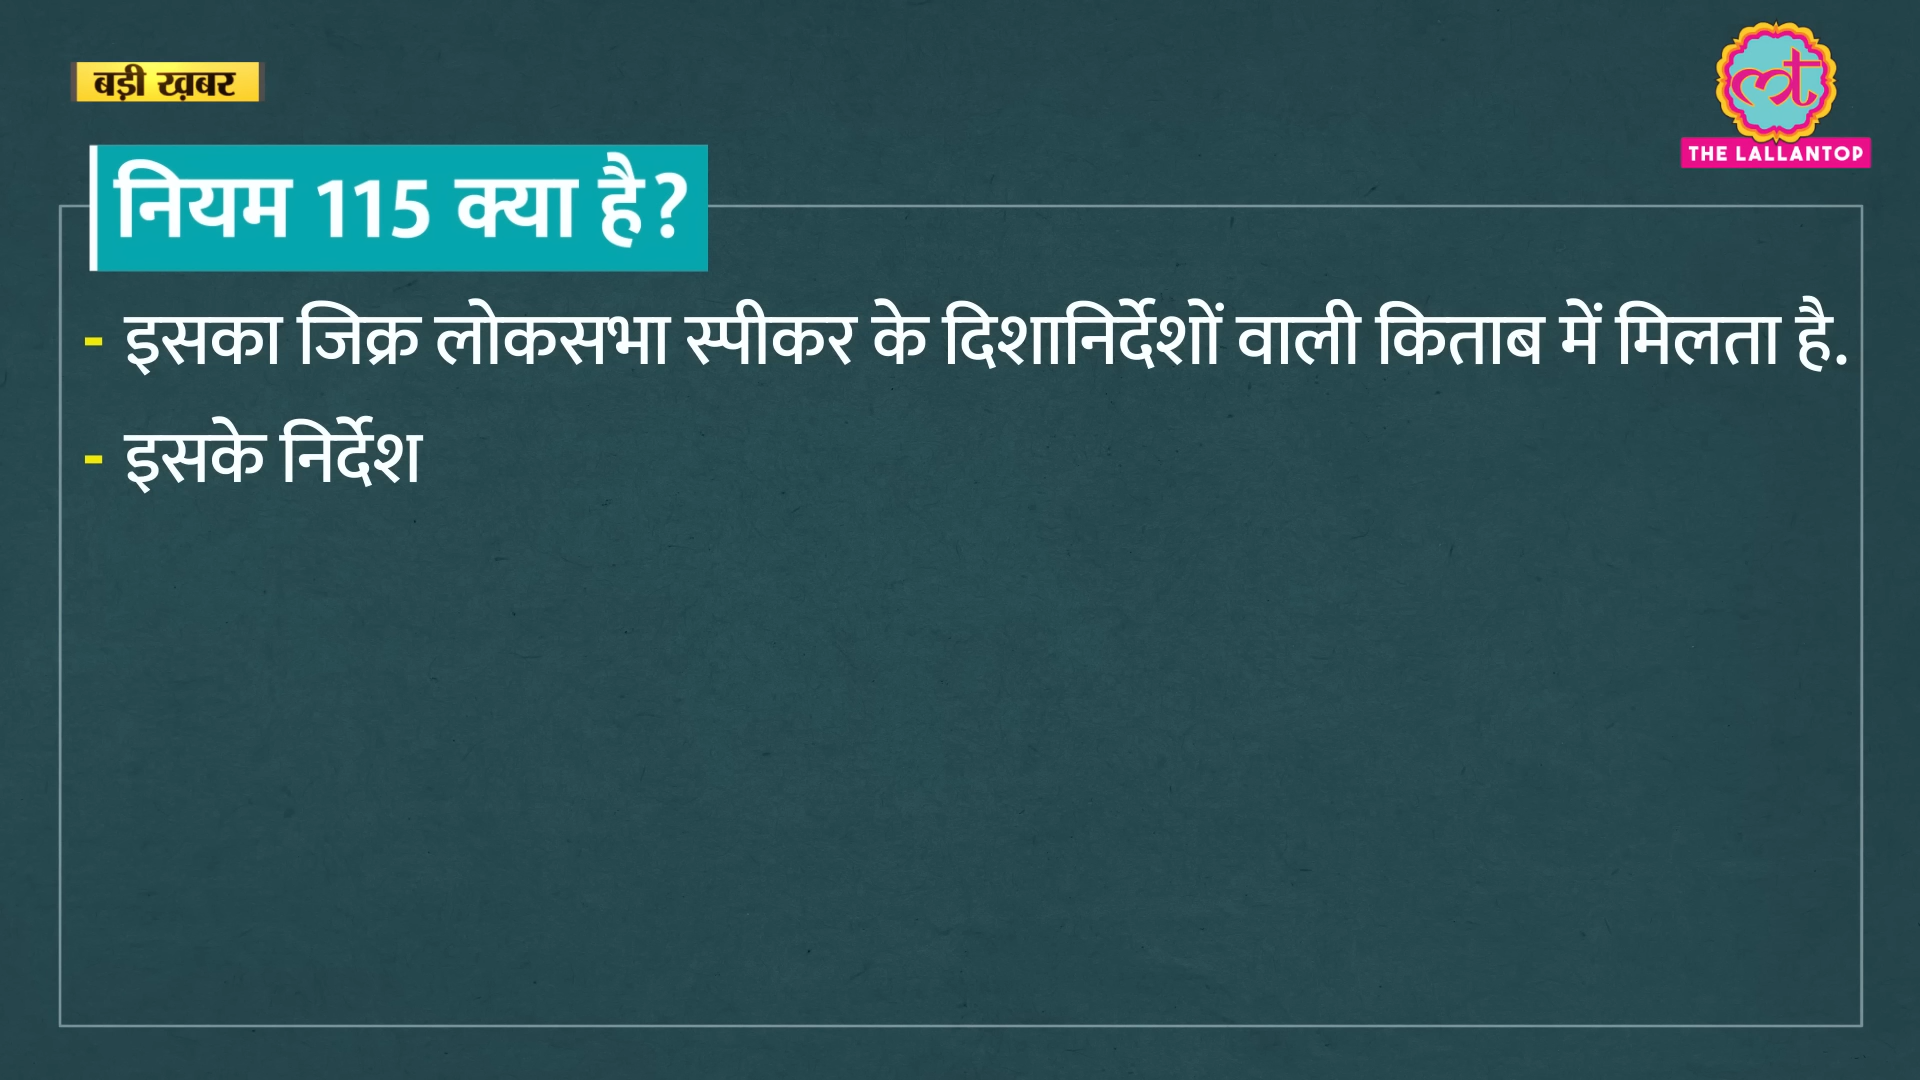 बड़ी ख़बर
THE LALLANTOP
नियम 115 क्या है?
- इसका जिक्र लोकसभा स्पीकर के दिशानिर्देशों वाली किताब में मिलता है.
- इसके निर्देश